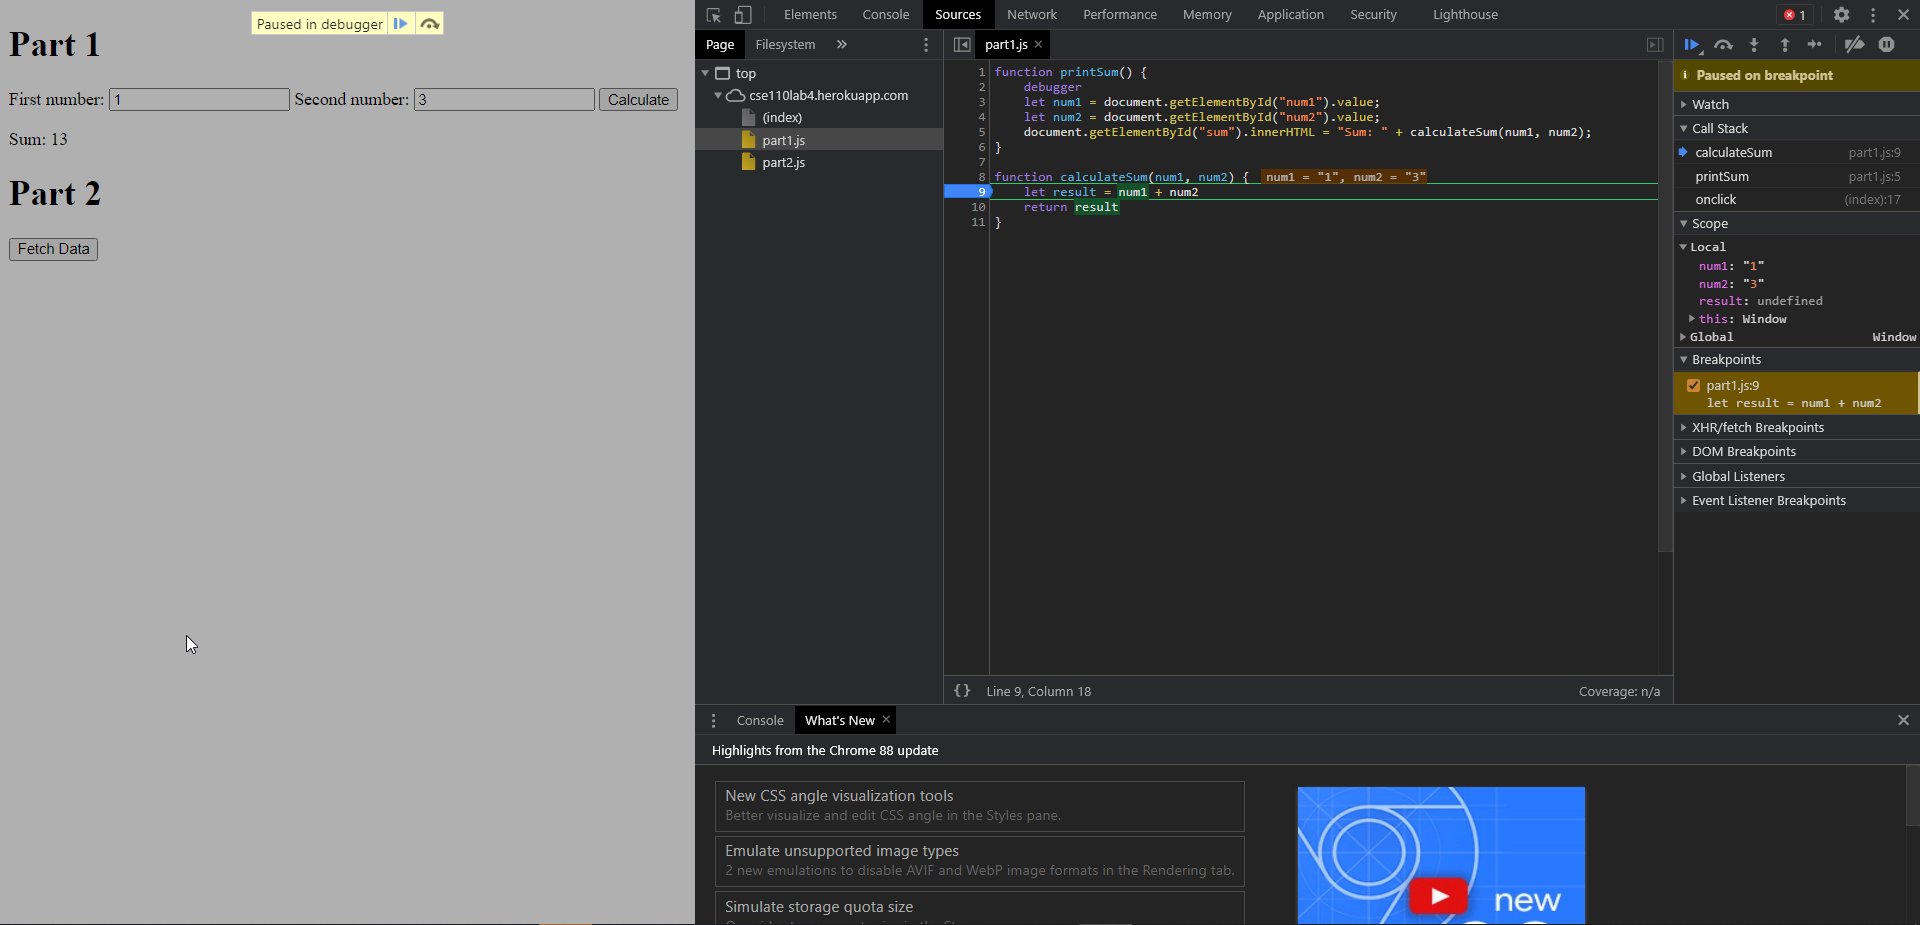 Paused in debugger
Part 1
First number: 1 Second number: 3 Calculate
Sum: 13
Part 2
Fetch Data
Elements Console Sources Network Performance Memory Application Security Lighthouse 1
Page Filesystem
top
cse110lab4.herokuapp.com
(index)
part1.js
part2.js
part1.js
1 function printSum() {
2 debugger
3 let num1 = document.getElementById("num1").value;
4 let num2 = document.getElementById("num2").value;
5 document.getElementById("sum").innerHTML = "Sum: " + calculateSum(num1, num2);
6 }
7
8 function calculateSum(num1, num2) { num1 = "1", num2 = "3"
9 let result = num1 + num2
10 return result
11 }
{} Line 9, Column 18 Coverage: n/a
Paused on breakpoint
Watch
Call Stack
calculateSum part1.js:9
printSum part1.js:5
onclick (index):17
Scope
Local
num1: "1"
num2: "3"
result: undefined
this: Window
Global Window
Breakpoints
part1.js:9
let result = num1 + num2
XHR/fetch Breakpoints
DOM Breakpoints
Global Listeners
Event Listener Breakpoints
Console What's New
Highlights from the Chrome 88 update
New CSS angle visualization tools
Better visualize and edit CSS angle in the Styles pane.
Emulate unsupported image types
2 new emulations to disable AVIF and WebP image formats in the Rendering tab.
Simulate storage quota size
new